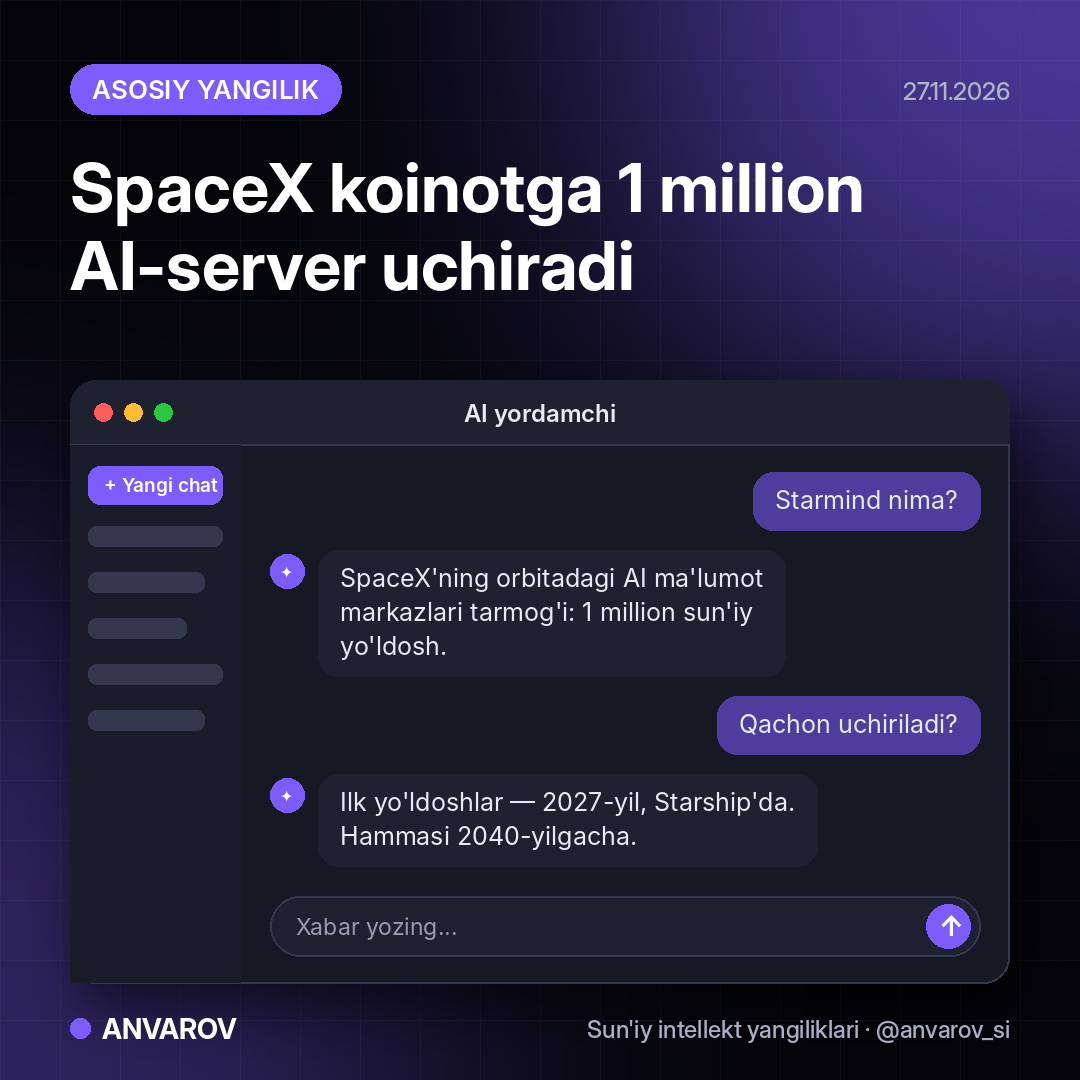 ASOSIY YANGILIK
27.11.2026
SpaceX koinotga 1 million
AI-server uchiradi
AI yordamchi
+ Yangi chat
Starmind nima?
SpaceX'ning orbitadagi AI ma'lumot
markazlari tarmog'i: 1 million sun'iy
yo'ldosh.
Qachon uchiriladi?
Ilk yo'ldoshlar — 2027-yil, Starship'da.
Hammasi 2040-yilgacha.
Xabar yozing...
ANVAROV
Sun'iy intellekt yangiliklari · @anvarov_si